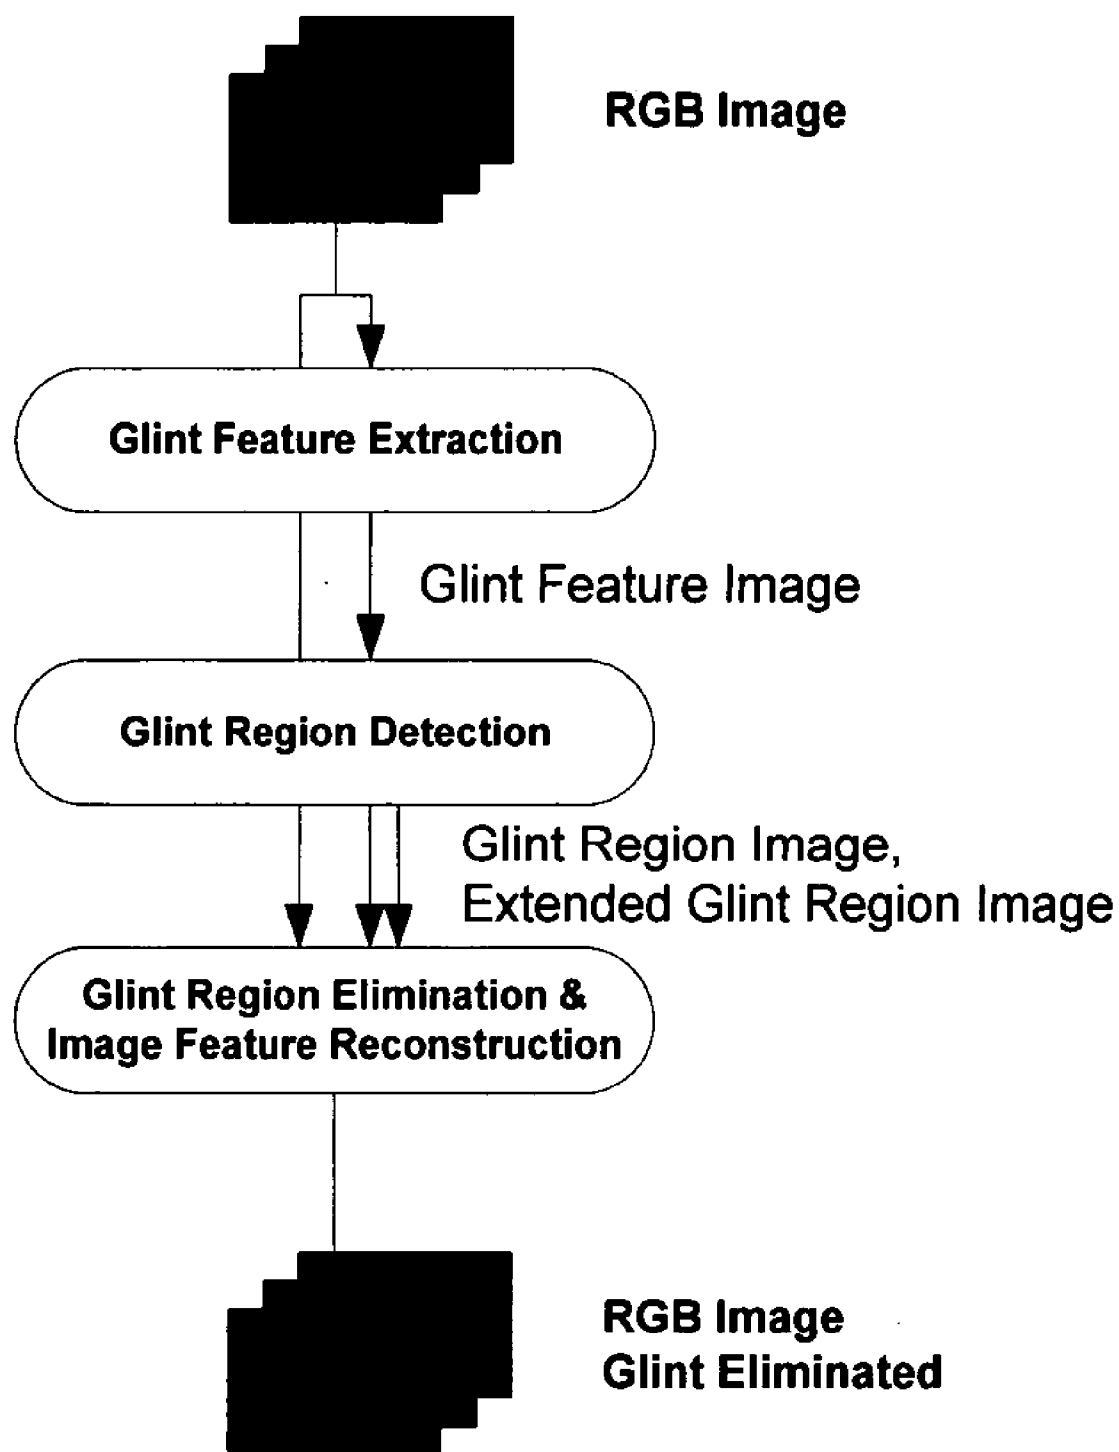 RGB Image
Glint Feature Extraction
Glint Feature Image
Glint Region Detection
Glint Region Image,
Extended Glint Region Image
Glint Region Elimination &
Image Feature Reconstruction
RGB Image
Glint Eliminated